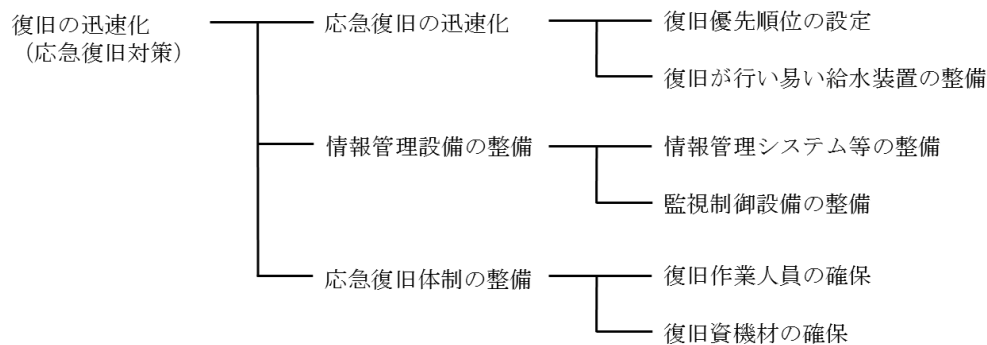 復旧の迅速化
（応急復旧対策）
応急復旧の迅速化
復旧優先順位の設定
復旧が行い易い給水装置の整備
情報管理設備の整備
情報管理システム等の整備
監視制御設備の整備
応急復旧体制の整備
復旧作業人員の確保
復旧資機材の確保